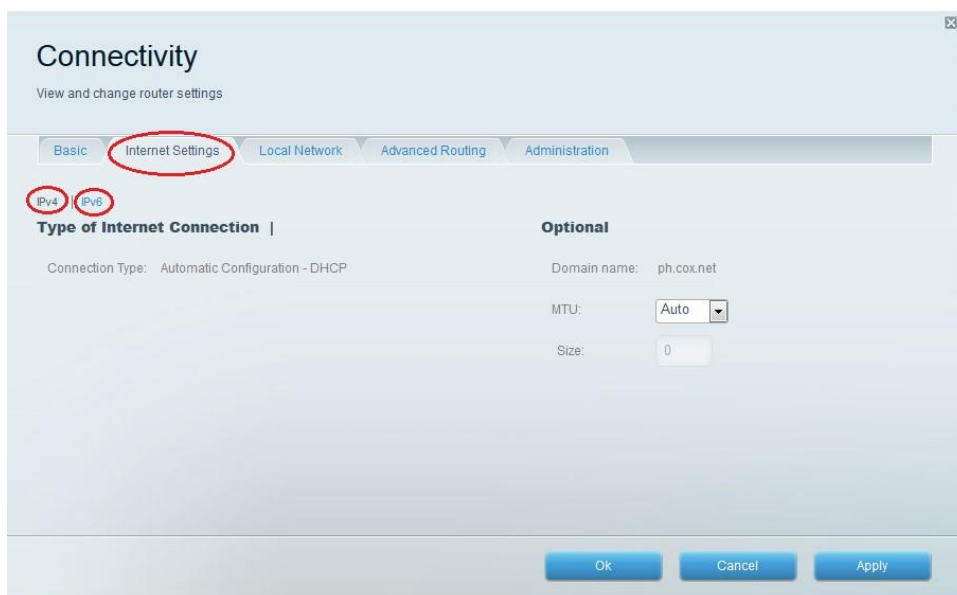 Connectivity
View and change router settings
Basic Internet Settings Local Network Advanced Routing Administration
IPv4 | IPv6
Type of Internet Connection |
Connection Type: Automatic Configuration - DHCP
Optional
Domain name: ph.cox.net
MTU: Auto
Size: 0
Ok Cancel Apply